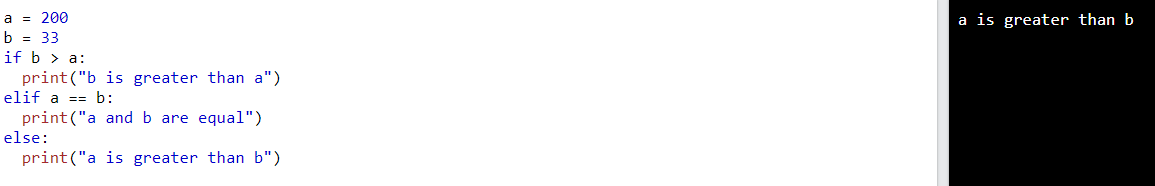 a = 200
b = 33
if b > a:
  print("b is greater than a")
elif a == b:
  print("a and b are equal")
else:
  print("a is greater than b")
a is greater than b